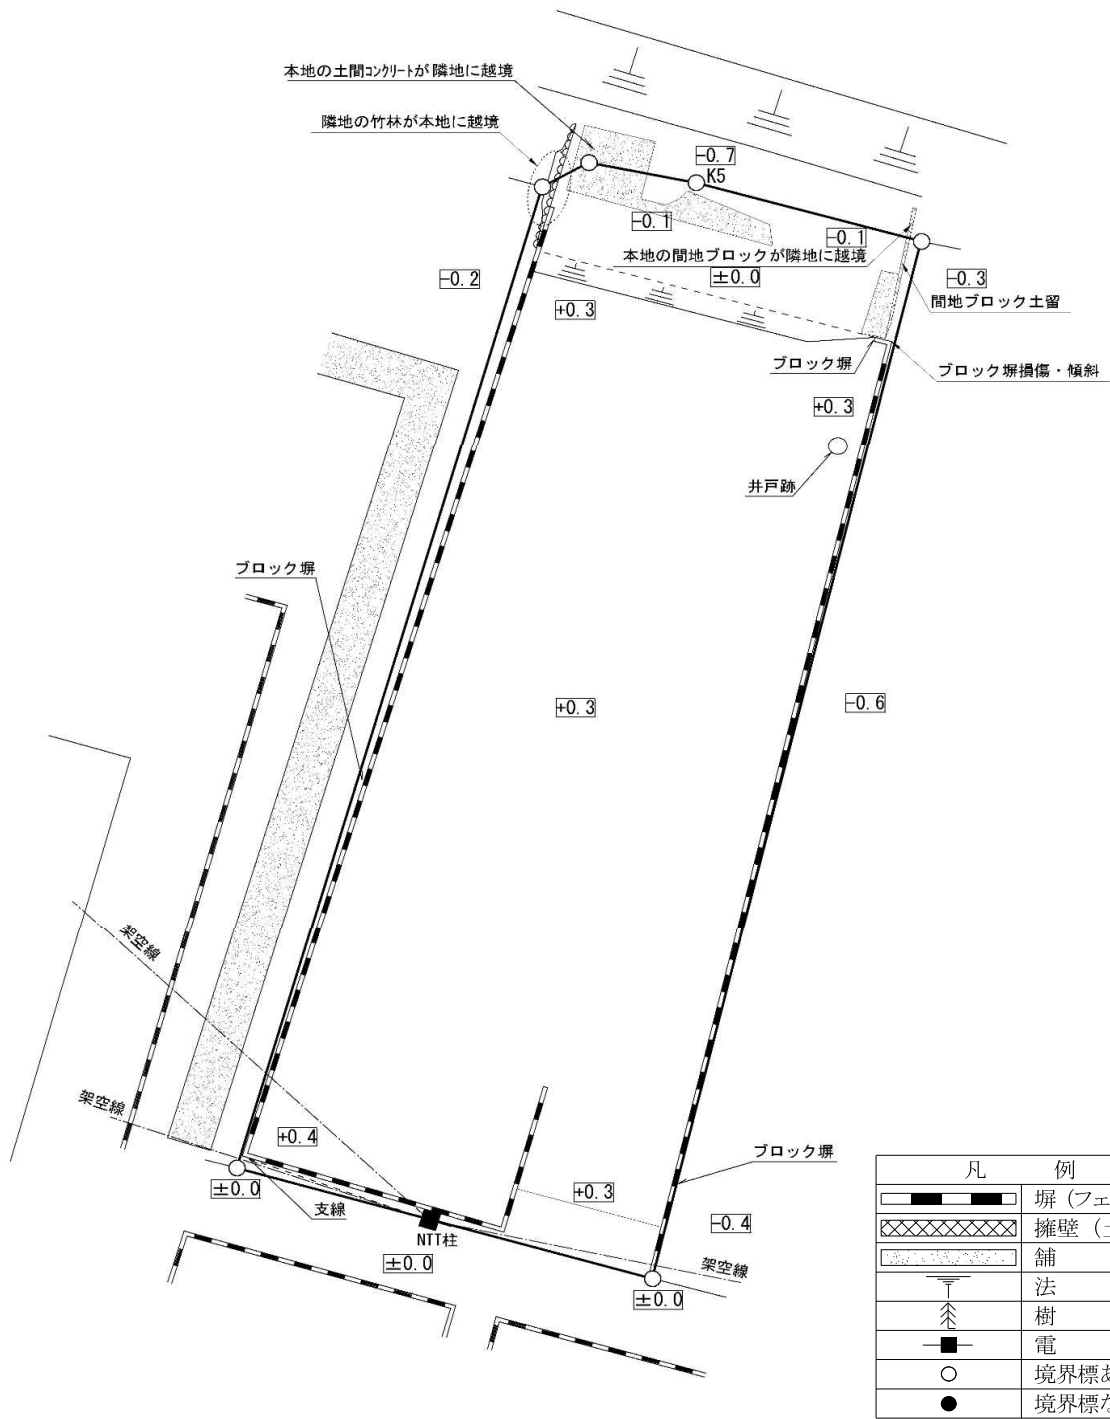 本地の土間コンクリートが隣地に越境
隣地の竹林が本地に越境
-0.7
K5
-0.1
-0.1
本地の間地ブロックが隣地に越境
±0.0
-0.2
-0.3
+0.3
間地ブロック土留
ブロック塀
ブロック塀損傷・傾斜
+0.3
井戸跡
ブロック塀
+0.3
-0.6
架空線
架空線
+0.4
ブロック塀
±0.0
支線
+0.3
-0.4
NTT柱
±0.0
架空線
±0.0
凡 例
塀（フェ
擁壁（
舗
法
樹
電
境界標あ
境界標な